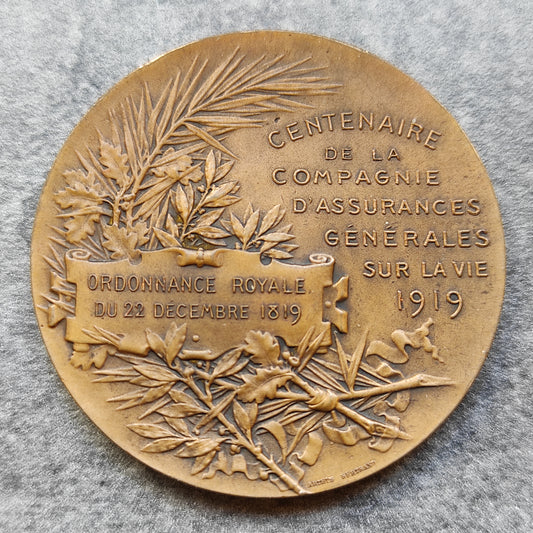 CENTENAIRE
DE LA
COMPAGNIE
D'ASSURANCES
GÉNÉRALES
SUR LA VIE
1919
ORDONNANCE ROYALE
DU 22 DÉCEMBRE 1819